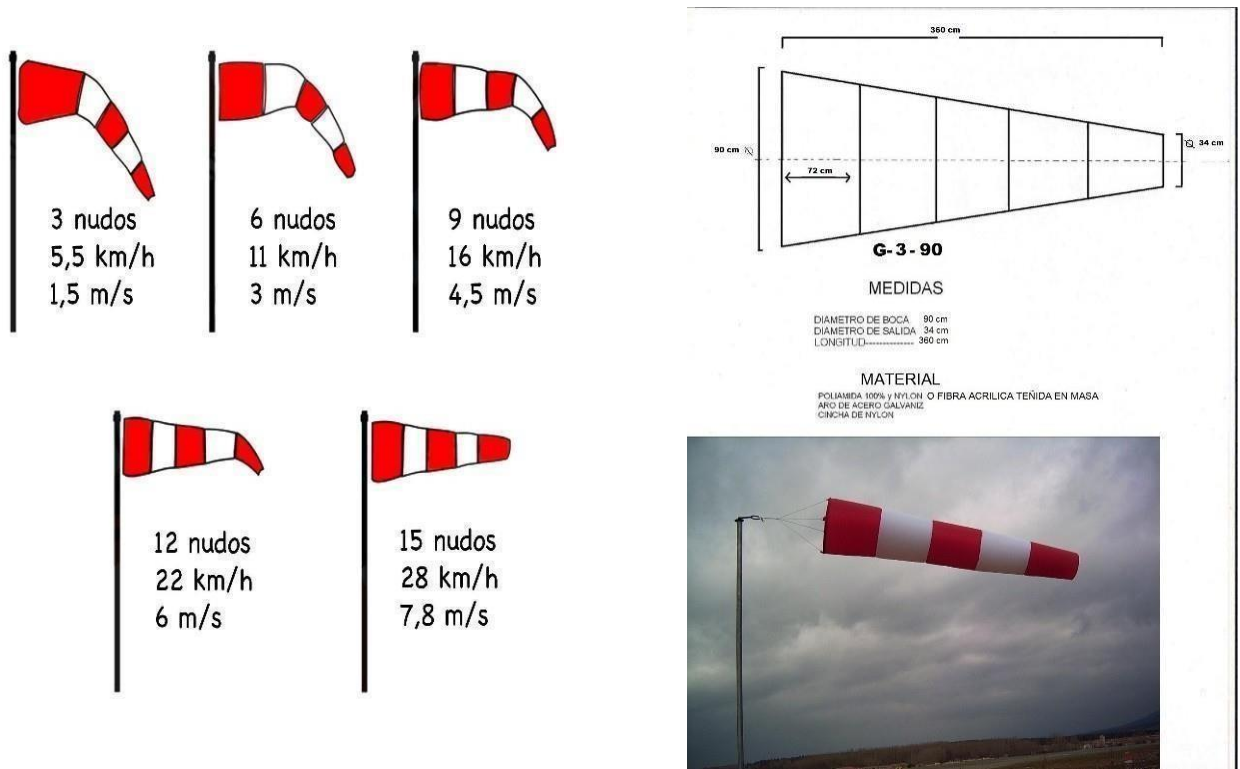 3 nudos
5,5 km/h
1,5 m/s
6 nudos
11 km/h
3 m/s
9 nudos
16 km/h
4,5 m/s
12 nudos
22 km/h
6 m/s
15 nudos
28 km/h
7,8 m/s
360 cm
90 cm
72 cm
34 cm
G-3-90
MEDIDAS
DIAMETRO DE BOCA 90 cm
DIAMETRO DE SALIDA 34 cm
LONGITUD-------------- 360 cm
MATERIAL
POLIAMIDA 100% y NYLON O FIBRA ACRILICA TEÑIDA EN MASA
ARO DE ACERO GALVANIZ
CINCHA DE NYLON